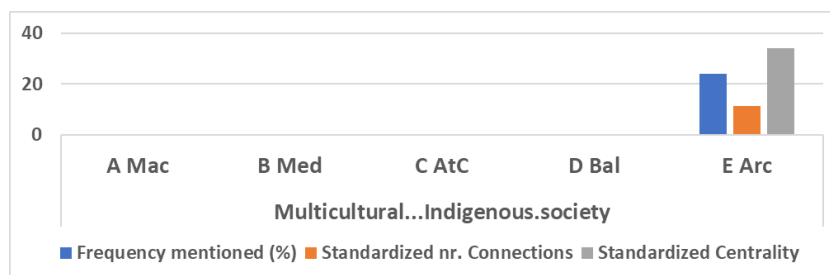 40
20
0
A Mac B Med C AtC D Bal E Arc
Multicultural...Indigenous.society
Frequency mentioned (%) Standardized nr. Connections Standardized Centrality